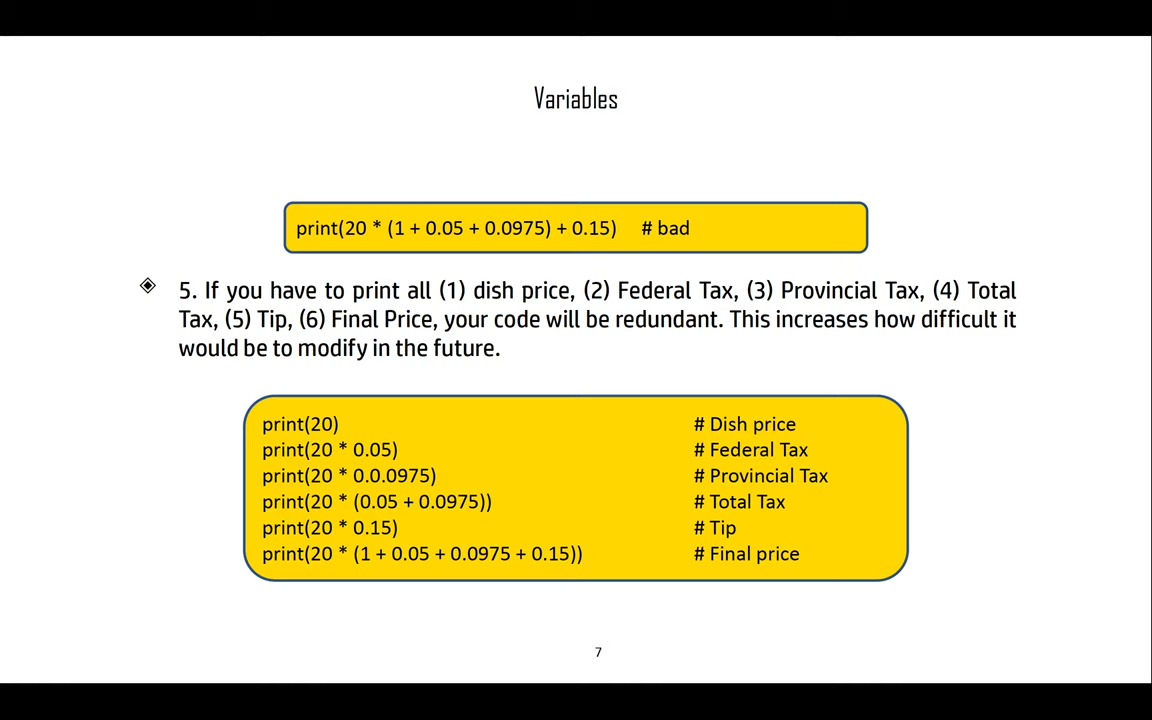 Variables
print(20 * (1 + 0.05 + 0.0975) + 0.15) # bad
5. If you have to print all (1) dish price, (2) Federal Tax, (3) Provincial Tax, (4) Total
Tax, (5) Tip, (6) Final Price, your code will be redundant. This increases how difficult it
would be to modify in the future.
print(20) # Dish price
print(20 * 0.05) # Federal Tax
print(20 * 0.0.0975) # Provincial Tax
print(20 * (0.05 + 0.0975)) # Total Tax
print(20 * 0.15) # Tip
print(20 * (1 + 0.05 + 0.0975 + 0.15)) # Final price
7